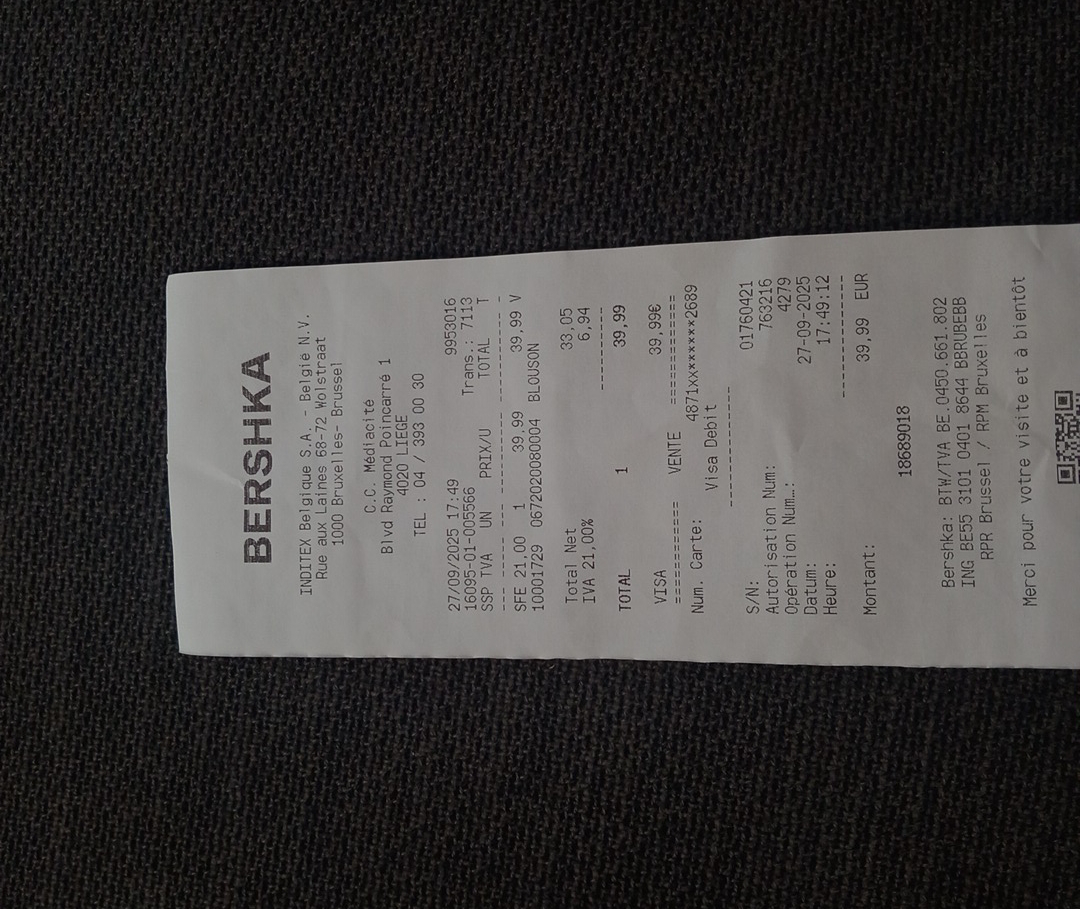 BERSHKA
INDITEX Belgique S.A. - Belgie N.V.
Rue aux Laines 68-72 Wolstraat
1000 Bruxelles- Brussel
C.C. Médiacité
Blvd Raymond Poincarré 1
4020 LIEGE
TEL : 04 / 393 00 30
27/09/2025 17:49 9953016
16095-01-005566 Trans.: 7113
SSP TVA UN PRIX/U TOTAL T
SFE 21,00 1 39,99 39,99 V
10001729 0672020080004 BLOUSON
Total Net 33,05
IVA 21,00% 6,94
TOTAL 1 39,99
VISA 39,99€
=========== VENTE ===========
Num. Carte: 4871XX******2689
Visa Debit
S/N: 01760421
Autorisation Num: 763216
Opération Num.: 4279
Datum: 27-09-2025
Heure: 17:49:12
Montant: 39,99 EUR
18689018
Bershka: BTW/TVA BE.0450.661.802
ING BE55 3101 0401 8644 BBRUBEBB
RPR Brussel / RPM Bruxelles
Merci pour votre visite et à bientôt